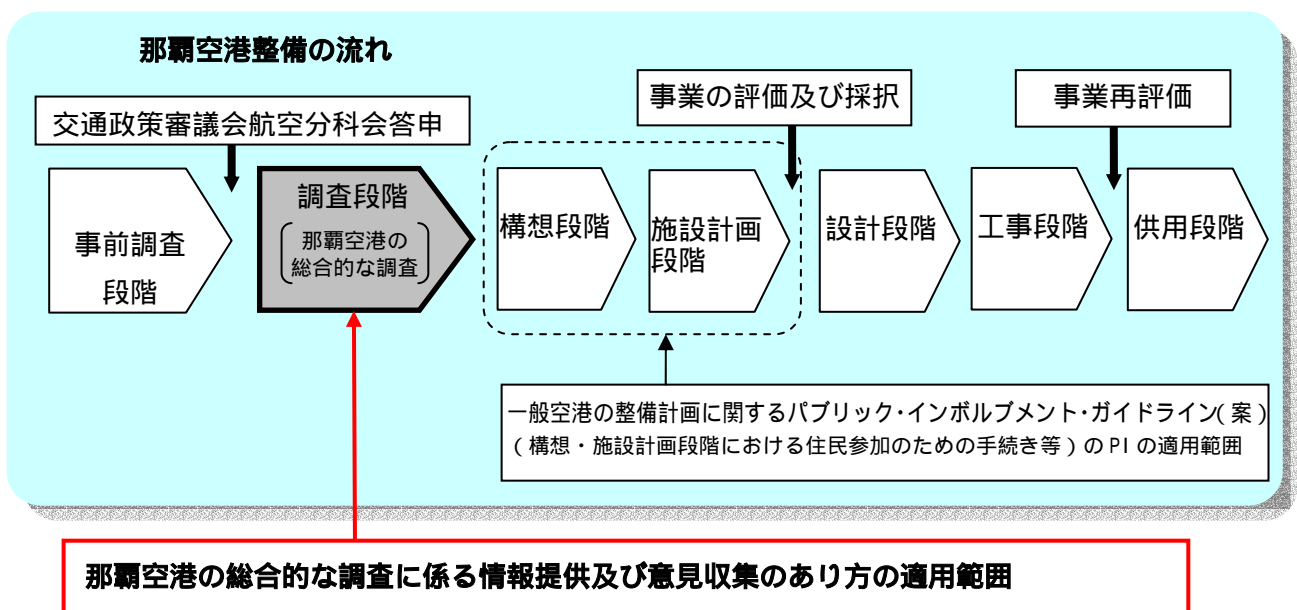 那覇空港整備の流れ
事業の評価及び採択
事業再評価
交通政策審議会航空分科会答申
事前調査
段階
調査段階
那覇空港の
総合的な調査
構想段階
施設計画
段階
設計段階
工事段階
供用段階
一般空港の整備計画に関するパブリック・インボルブメント・ガイドライン(案)
(構想・施設計画段階における住民参加のための手続き等)のPIの適用範囲
那覇空港の総合的な調査に係る情報提供及び意見収集のあり方の適用範囲